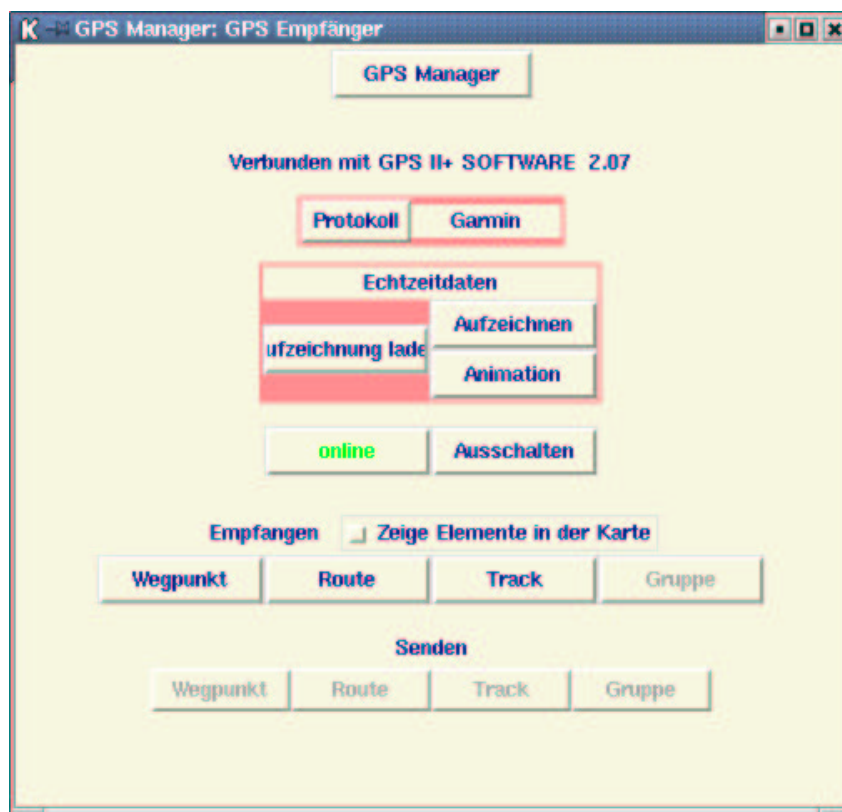 GPS Manager: GPS Empfänger
GPS Manager
Verbunden mit GPS II+ SOFTWARE 2.07
Protokoll Garmin
Echtzeitdaten
Aufzeichnen
ufzeichnung lade
Animation
online Ausschalten
Empfangen Zeige Elemente in der Karte
Wegpunkt Route Track Gruppe
Senden
Wegpunkt Route Track Gruppe